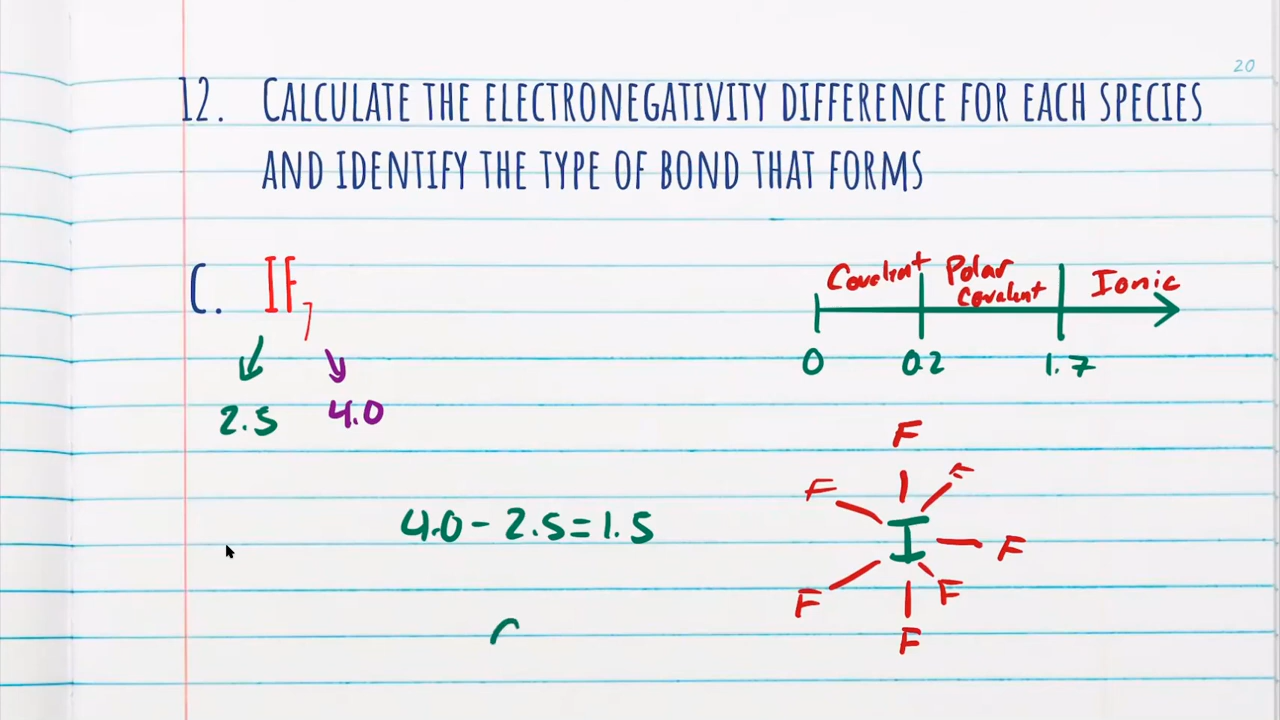 20
12. CALCULATE THE ELECTRONEGATIVITY DIFFERENCE FOR EACH SPECIES
AND IDENTIFY THE TYPE OF BOND THAT FORMS
C. IF7
2.5 4.0
Covalent Polar Covalent Ionic
0 0.2 1.7
4.0 - 2.5 = 1.5
F
F F
I F
F F
F